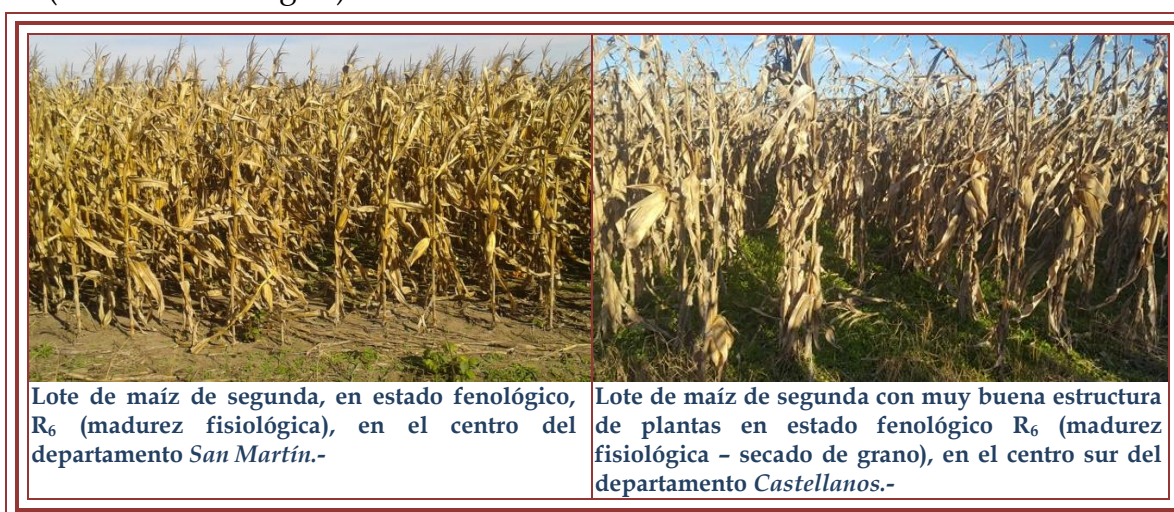 Lote de maíz de segunda, en estado fenológico,
R₆ (madurez fisiológica), en el centro del
departamento San Martín.-
Lote de maíz de segunda con muy buena estructura
de plantas en estado fenológico R₆ (madurez
fisiológica – secado de grano), en el centro sur del
departamento Castellanos.-